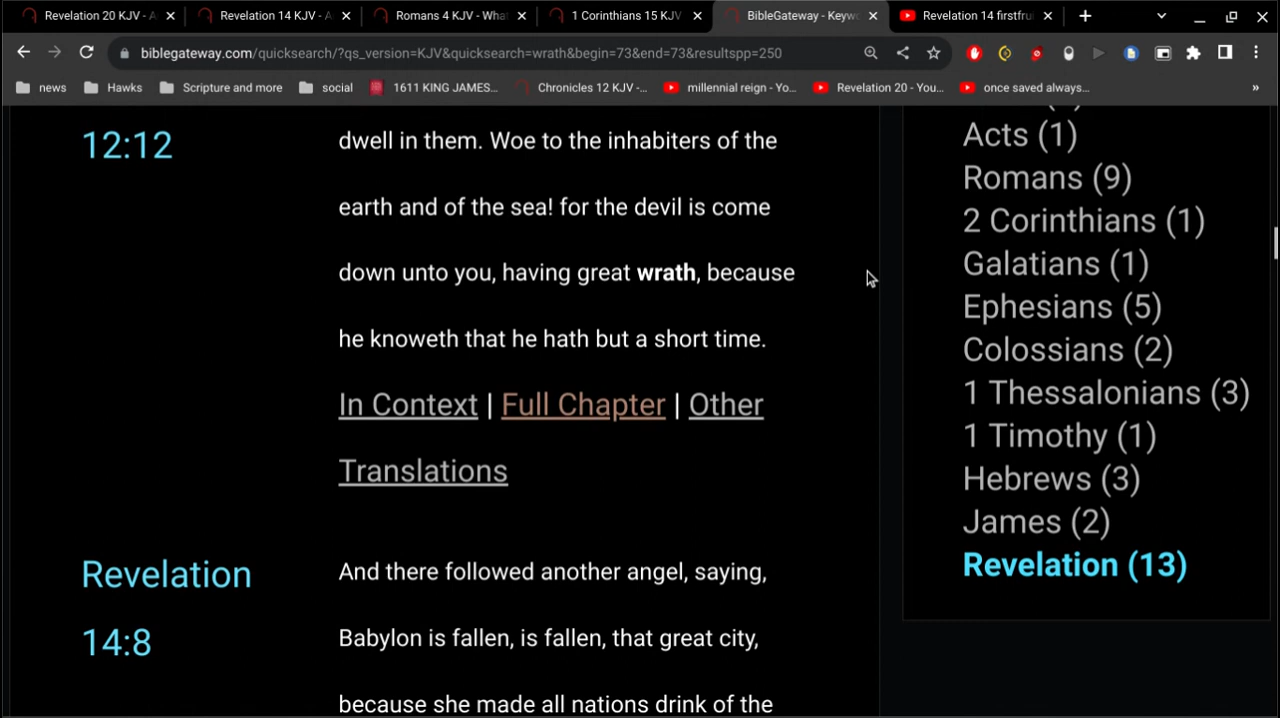 Revelation 20 KJV - A
Revelation 14 KJV - A
Romans 4 KJV - What
1 Corinthians 15 KJV
BibleGateway - Keywo
Revelation 14 firstfru
biblegateway.com/quicksearch/?qs_version=KJV&quicksearch=wrath&begin=73&end=73&resultspp=250
news
Hawks
Scripture and more
social
1611 KING JAMES...
Chronicles 12 KJV -...
millennial reign - Yo...
Revelation 20 - You...
once saved always...
»
12:12
dwell in them. Woe to the inhabiters of the
earth and of the sea! for the devil is come
down unto you, having great wrath, because
he knoweth that he hath but a short time.
In Context | Full Chapter | Other
Translations
Revelation
14:8
And there followed another angel, saying,
Babylon is fallen, is fallen, that great city,
because she made all nations drink of the
Acts (1)
Romans (9)
2 Corinthians (1)
Galatians (1)
Ephesians (5)
Colossians (2)
1 Thessalonians (3)
1 Timothy (1)
Hebrews (3)
James (2)
Revelation (13)